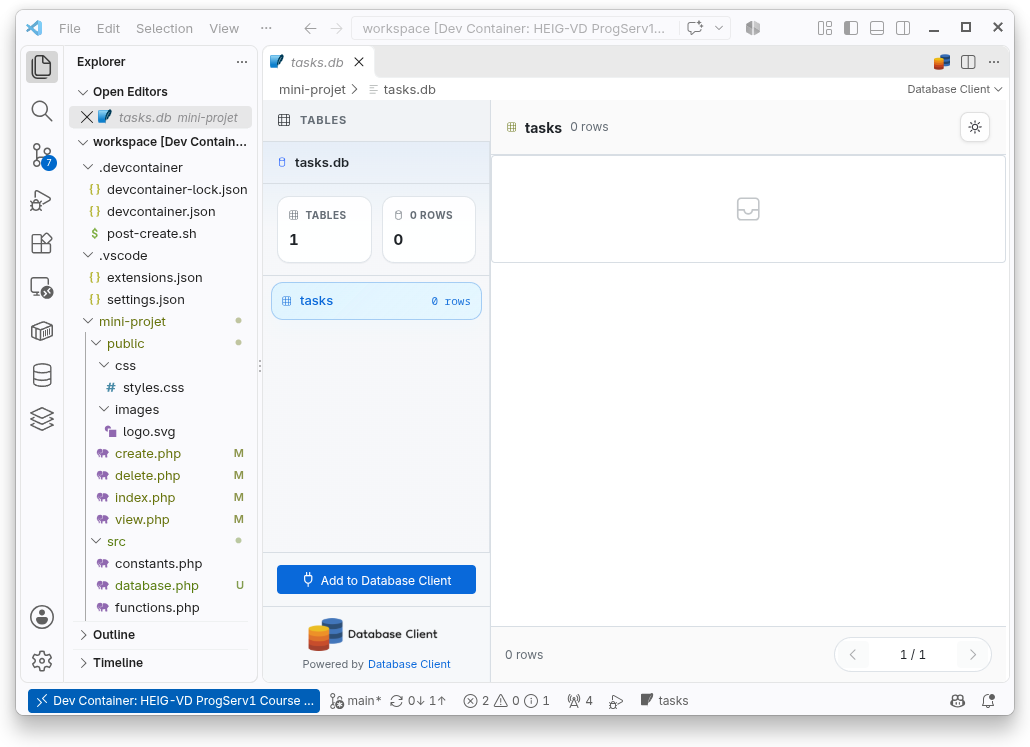 File Edit Selection View ··· workspace [Dev Container: HEIG-VD ProgServ1...
Explorer ···
Open Editors
tasks.db mini-projet
workspace [Dev Contain...
.devcontainer
{} devcontainer-lock.json
{} devcontainer.json
$ post-create.sh
.vscode
{} extensions.json
{} settings.json
mini-projet
public
css
# styles.css
images
logo.svg
create.php M
delete.php M
index.php M
view.php M
src
constants.php
database.php U
functions.php
Outline
Timeline
7
tasks.db
mini-projet > tasks.db
Database Client
TABLES
tasks.db
TABLES
1
0 ROWS
0
tasks 0 rows
Add to Database Client
Database Client
Powered by Database Client
tasks 0 rows
0 rows
1 / 1
Dev Container: HEIG-VD ProgServ1 Course ... main* 0↓ 1↑ 2 0 1 4 tasks